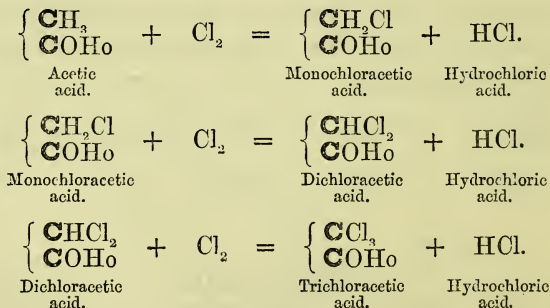 { CH₃ COHo + Cl₂ = { CH₂Cl COHo + HCl.
Acetic acid. Monochloracetic acid. Hydrochloric acid.
{ CH₂Cl COHo + Cl₂ = { CHCl₂ COHo + HCl.
Monochloracetic acid. Dichloracetic acid. Hydrochloric acid.
{ CHCl₂ COHo + Cl₂ = { CCl₃ COHo + HCl.
Dichloracetic acid. Trichloracetic acid. Hydrochloric acid.